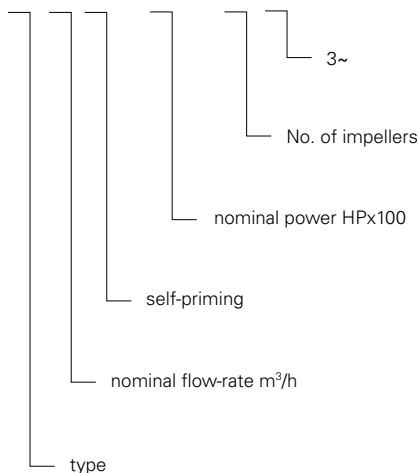 3~
No. of impellers
nominal power HPx100
self-priming
nominal flow-rate m³/h
type